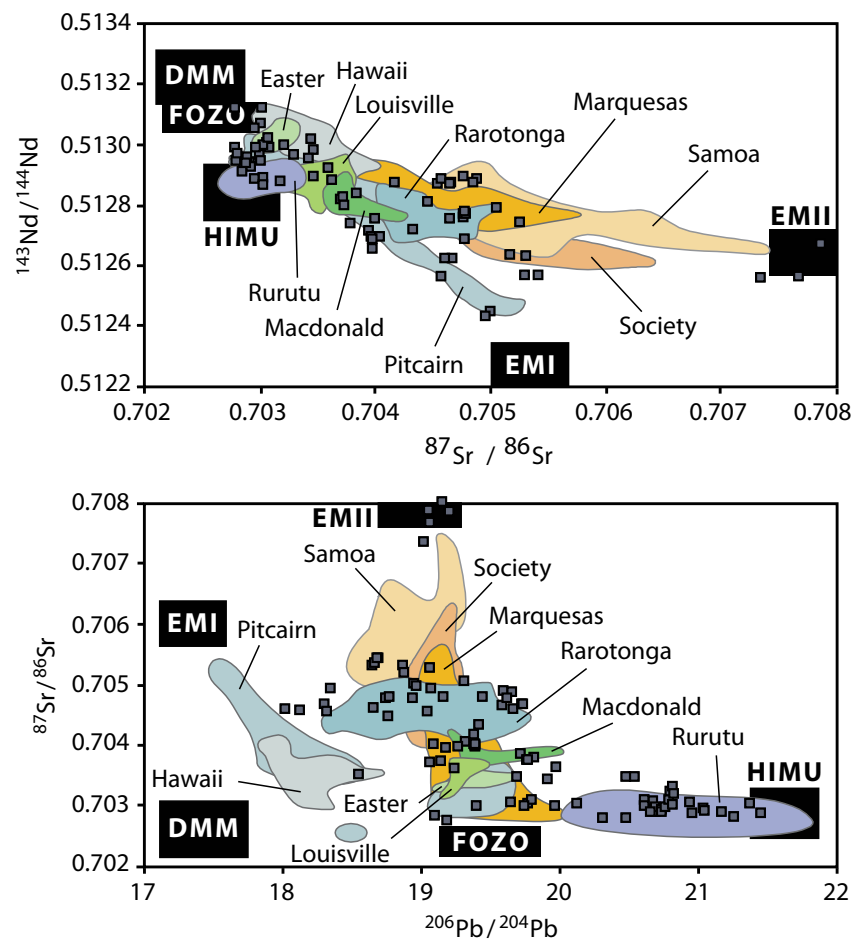 0.5134
0.5132
0.5130
0.5128
0.5126
0.5124
0.5122
143Nd / 144Nd
DMM
FOZO
Easter
Hawaii
Louisville
Rarotonga
Marquesas
Samoa
EMII
HIMU
Rurutu
Macdonald
Pitcairn
EMI
Society
0.702 0.703 0.704 0.705 0.706 0.707 0.708
87Sr / 86Sr
0.708
0.707
0.706
0.705
0.704
0.703
0.702
87Sr/86Sr
EMII
Samoa
Society
EMI
Pitcairn
Marquesas
Rarotonga
Macdonald
Rurutu
HIMU
Hawaii
Easter
DMM
FOZO
Louisville
17 18 19 20 21 22
206Pb/204Pb